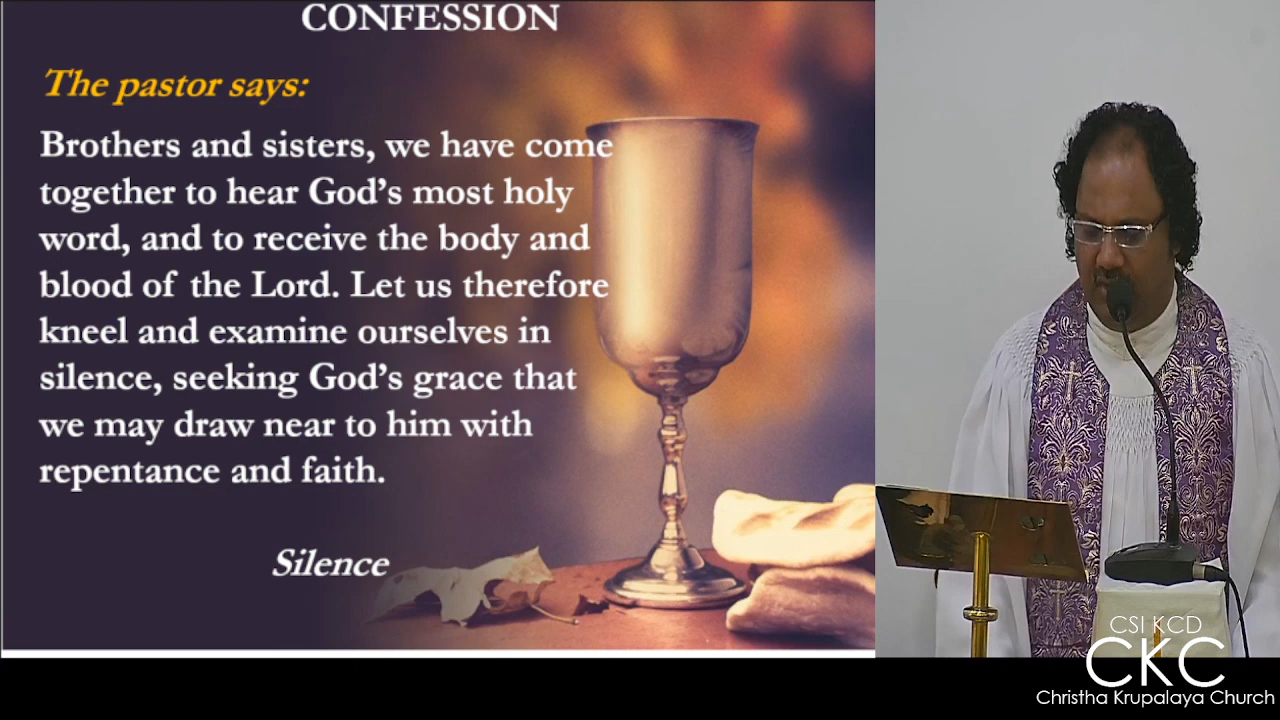 CONFESSION
The pastor says:
Brothers and sisters, we have come
together to hear God’s most holy
word, and to receive the body and
blood of the Lord. Let us therefore
kneel and examine ourselves in
silence, seeking God’s grace that
we may draw near to him with
repentance and faith.
Silence
CSI KCD
CKC
Christha Krupalaya Church